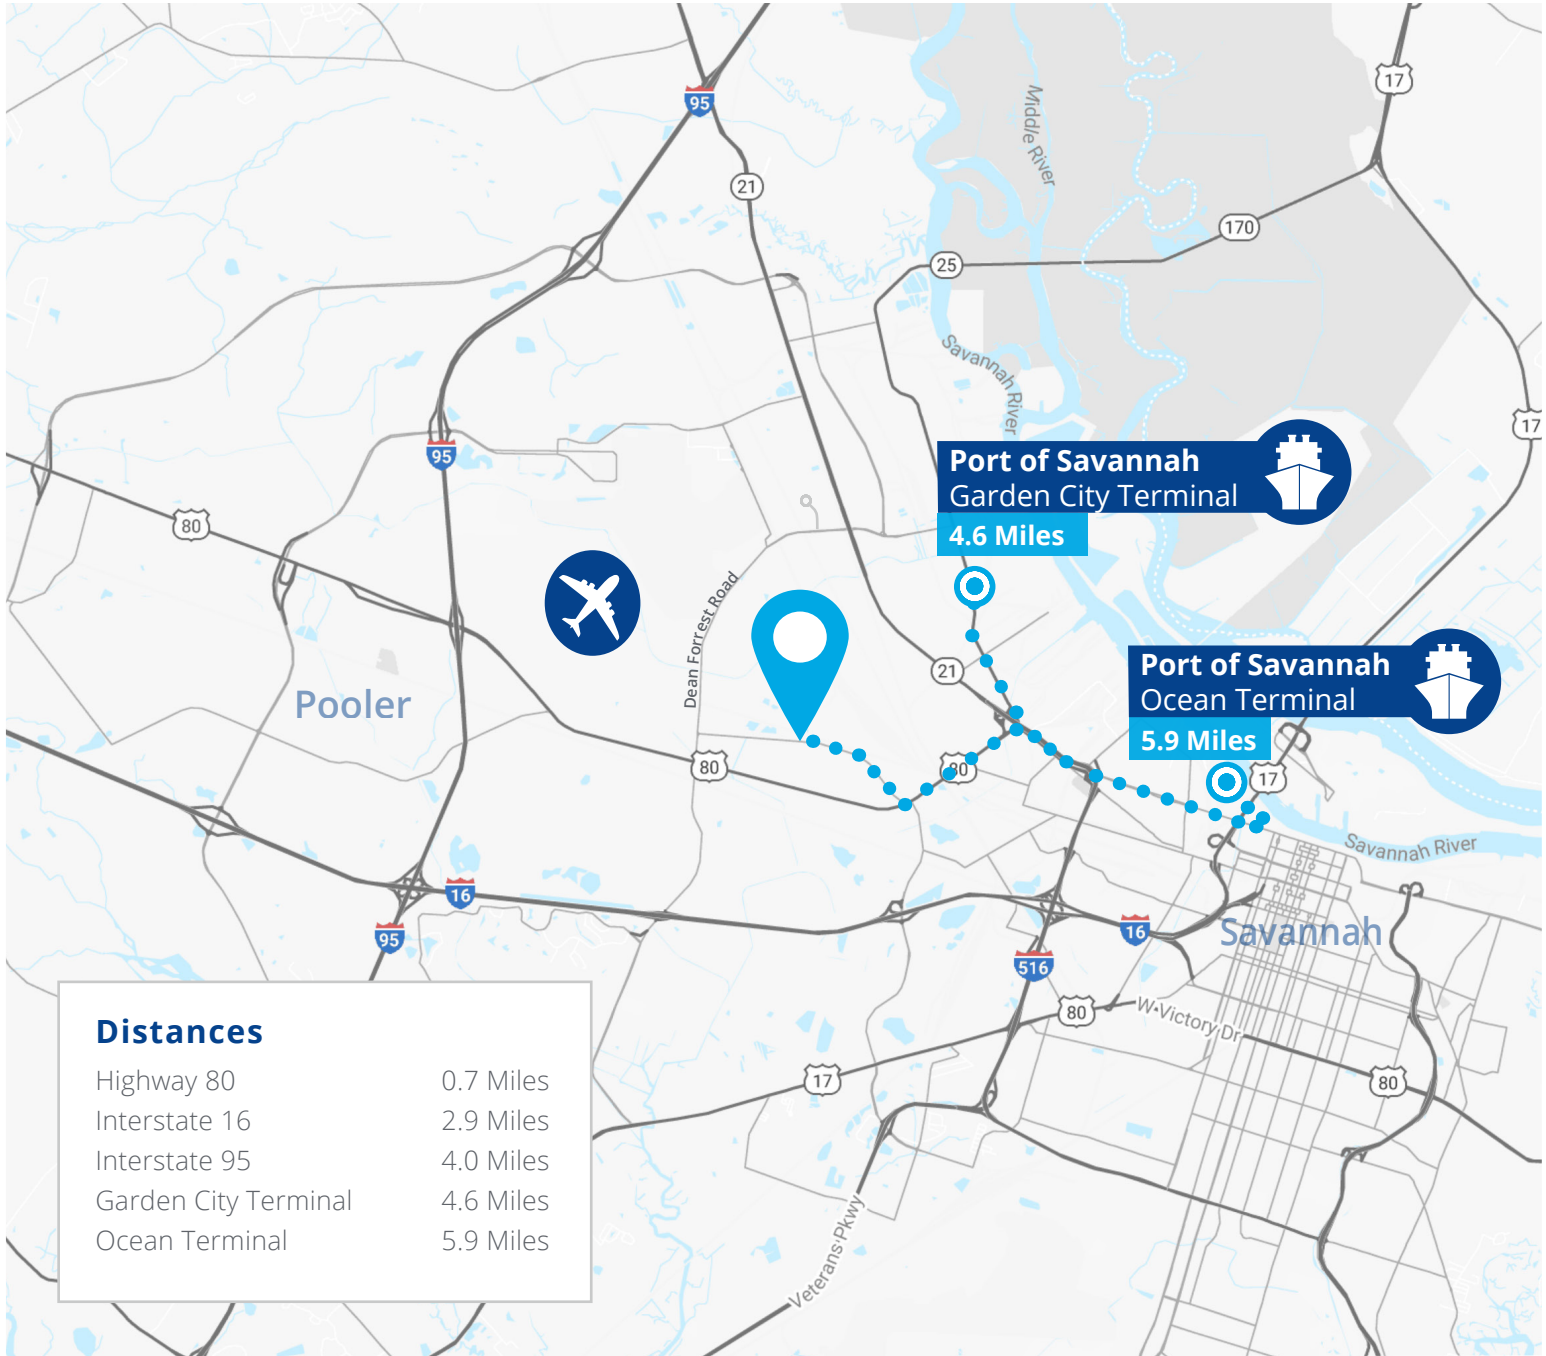 95
17
Middle River
21
170
25
Savannah River
17
Port of Savannah
Garden City Terminal
4.6 Miles
95
80
Dean Forrest Road
Port of Savannah
Ocean Terminal
5.9 Miles
21
Pooler
80
80
17
Savannah River
16
95
16
Savannah
516
80
W Victory Dr
17
80
Veterans Pkwy
Distances
Highway 80 0.7 Miles
Interstate 16 2.9 Miles
Interstate 95 4.0 Miles
Garden City Terminal 4.6 Miles
Ocean Terminal 5.9 Miles